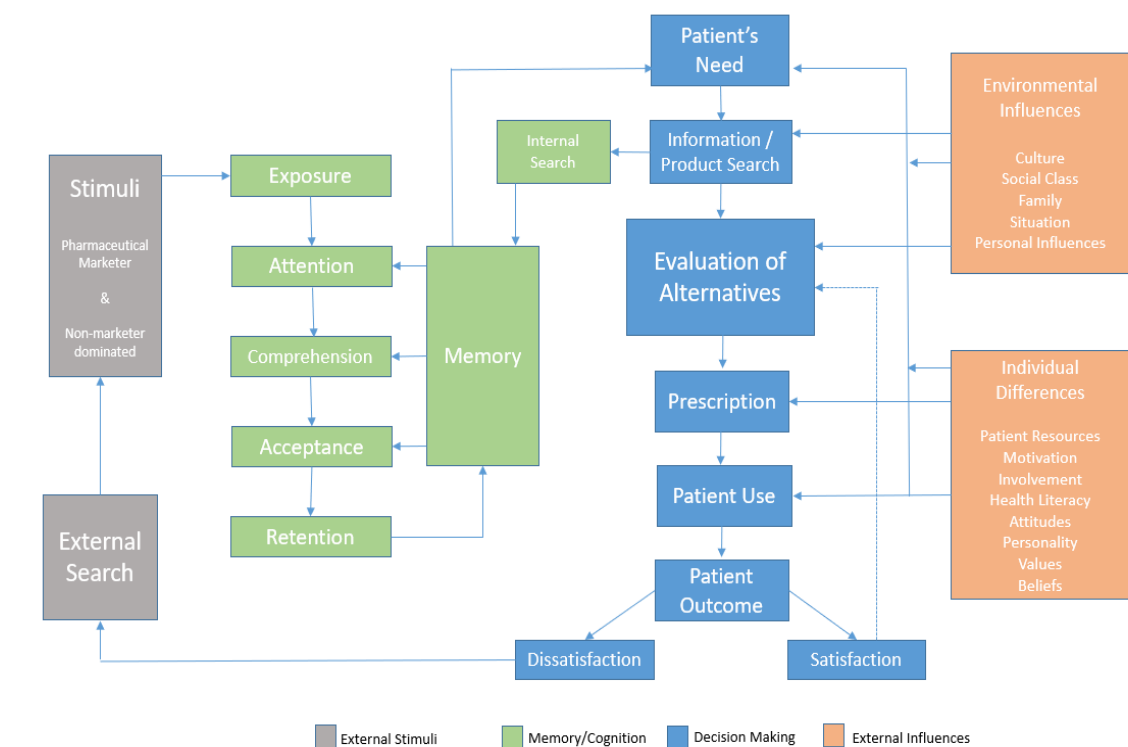 Patient's
Need
Information /
Product Search
Internal
Search
Evaluation of
Alternatives
Prescription
Patient Use
Patient
Outcome
Dissatisfaction
Satisfaction
Stimuli
Pharmaceutical
Marketer
&
Non-marketer
dominated
External
Search
Exposure
Attention
Comprehension
Acceptance
Retention
Memory
Environmental
Influences
Culture
Social Class
Family
Situation
Personal Influences
Individual
Differences
Patient Resources
Motivation
Involvement
Health Literacy
Attitudes
Personality
Values
Beliefs
External Stimuli
Memory/Cognition
Decision Making
External Influences